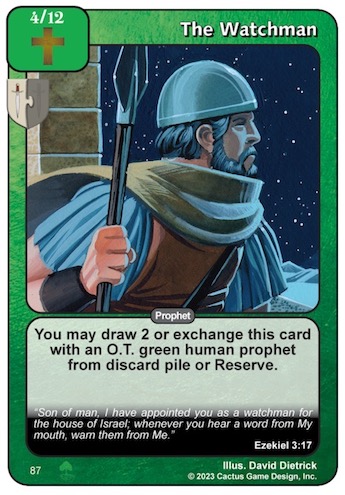 4/12
The Watchman
Prophet
You may draw 2 or exchange this card
with an O.T. green human prophet
from discard pile or Reserve.
"Son of man, I have appointed you as a watchman for
the house of Israel; whenever you hear a word from My
mouth, warn them from Me."
Ezekiel 3:17
87
Illus. David Dietrick
© 2023 Cactus Game Design, Inc.